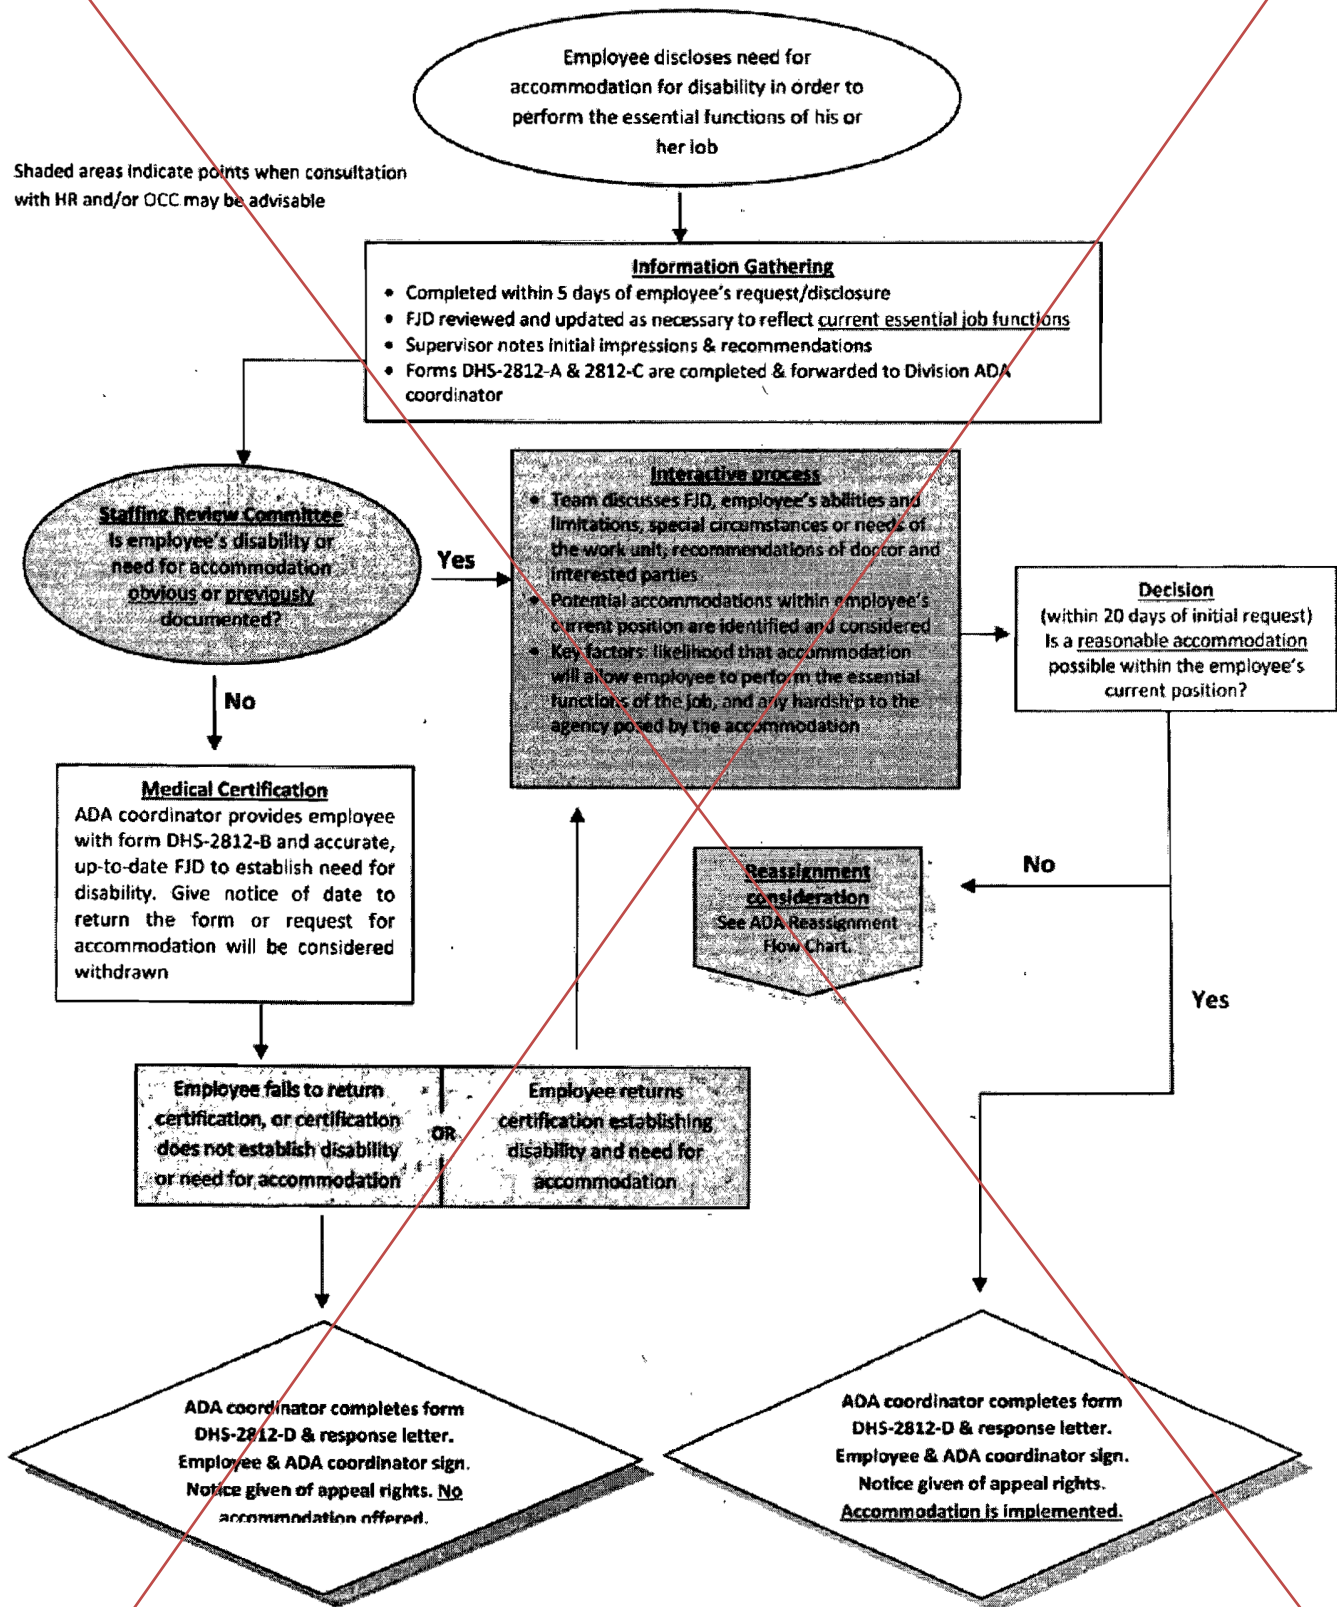 Employee discloses need for
accommodation for disability in order to
perform the essential functions of his or
her job
Shaded areas indicate points when consultation
with HR and/or OCC may be advisable
Information Gathering
• Completed within 5 days of employee's request/disclosure
• FJD reviewed and updated as necessary to reflect current essential job functions
• Supervisor notes initial impressions & recommendations
• Forms DHS-2812-A & 2812-C are completed & forwarded to Division ADA
coordinator
Staffing Review Committee
Is employee's disability or
need for accommodation
obvious or previously
documented?
Yes
No
Interactive process
• Team discusses FJD, employee's abilities and
limitations, special circumstances or needs of
the work unit, recommendations of doctor and
interested parties
• Potential accommodations within employee's
current position are identified and considered
• Key factors: likelihood that accommodation
will allow employee to perform the essential
functions of the job, and any hardship to the
agency posed by the accommodation
Decision
(within 20 days of initial request)
Is a reasonable accommodation
possible within the employee's
current position?
Medical Certification
ADA coordinator provides employee
with form DHS-2812-B and accurate,
up-to-date FJD to establish need for
disability. Give notice of date to
return the form or request for
accommodation will be considered
withdrawn
Reassignment
consideration
See ADA Reassignment
Flow Chart.
No
Yes
Employee fails to return
certification, or certification
does not establish disability
or need for accommodation
OR
Employee returns
certification establishing
disability and need for
accommodation
ADA coordinator completes form
DHS-2812-D & response letter.
Employee & ADA coordinator sign.
Notice given of appeal rights. No
accommodation offered.
ADA coordinator completes form
DHS-2812-D & response letter.
Employee & ADA coordinator sign.
Notice given of appeal rights.
Accommodation is implemented.